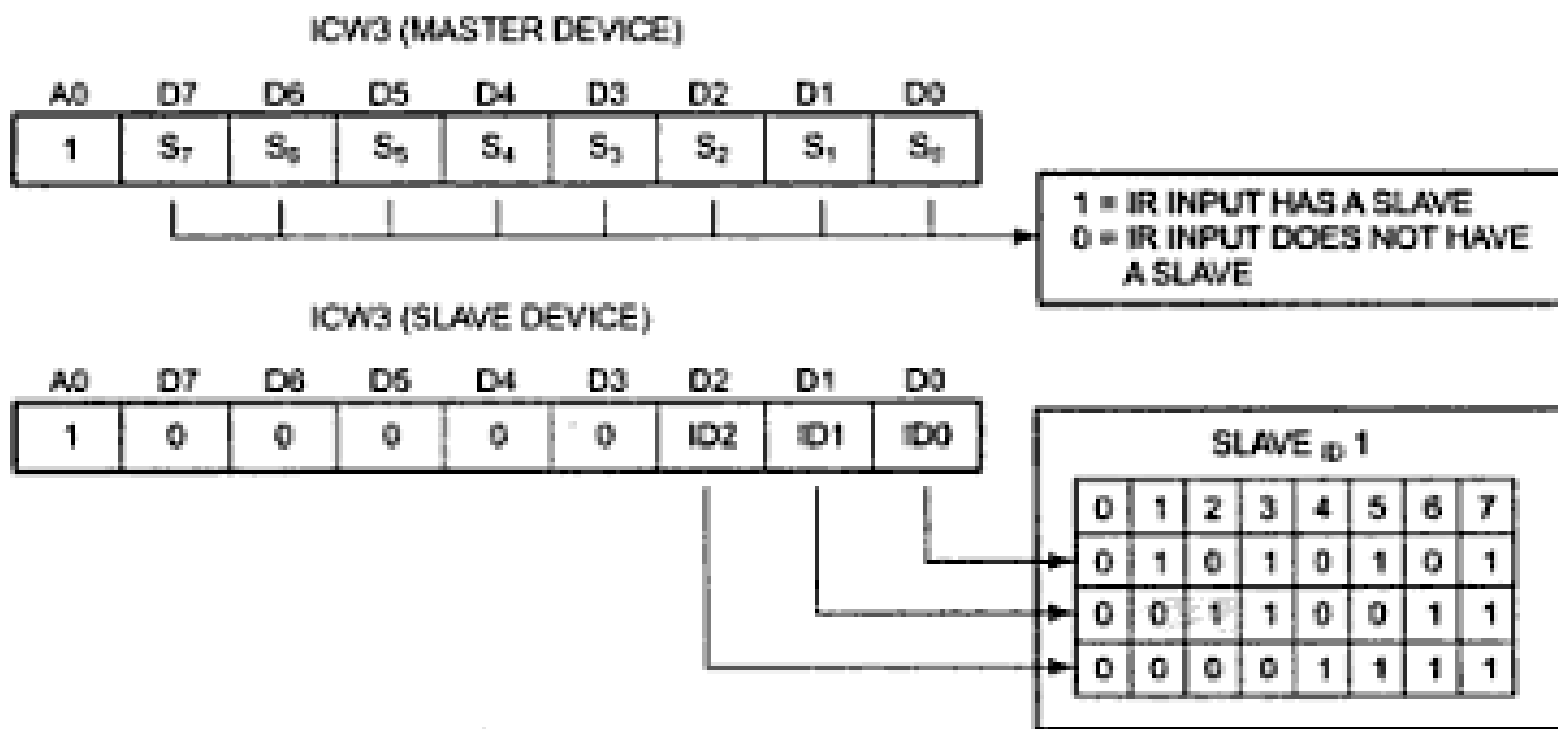 ICW3 (MASTER DEVICE)
A0 D7 D6 D5 D4 D3 D2 D1 D0
1 S₇ S₆ S₅ S₄ S₃ S₂ S₁ S₀
1 = IR INPUT HAS A SLAVE
0 = IR INPUT DOES NOT HAVE
A SLAVE
ICW3 (SLAVE DEVICE)
A0 D7 D6 D5 D4 D3 D2 D1 D0
1 0 0 0 0 0 ID2 ID1 ID0
SLAVE ID 1
0 1 2 3 4 5 6 7
0 1 0 1 0 1 0 1
0 0 1 1 0 0 1 1
0 0 0 0 1 1 1 1